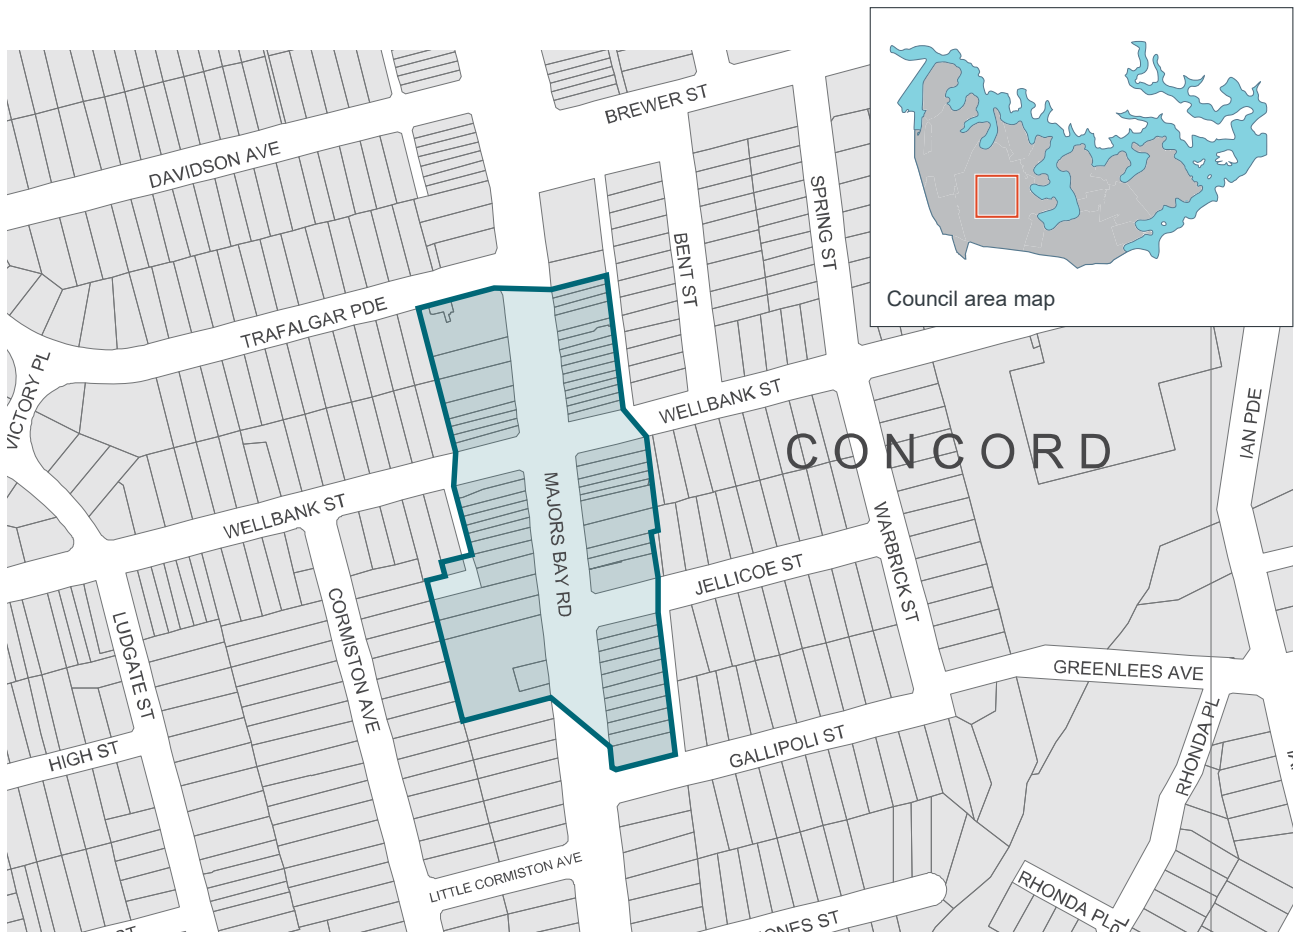 BREWER ST
DAVIDSON AVE
SPRING ST
BENT ST
Council area map
TRAFALGAR PDE
VICTORY PL
WELLBANK ST
IAN PDE
CONCORD
WELLBANK ST
MAJORS BAY RD
WARBRICK ST
JELLICOE ST
CORMISTON AVE
LUDGATE ST
GREENLEES AVE
HIGH ST
GALLIPOLI ST
RHONDA PL
LITTLE CORMISTON AVE
RHONDA PL
ST